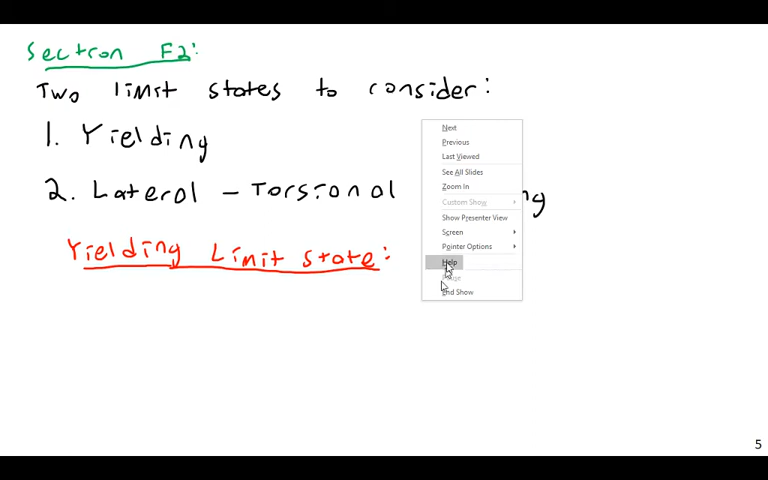 Section F2:
Two limit states to consider:
1. Yielding
2. Lateral - Torsional
Yielding Limit state:
Next
Previous
Last Viewed
See All Slides
Zoom In
Custom Show
Show Presenter View
Screen
Pointer Options
Help
End Show
5